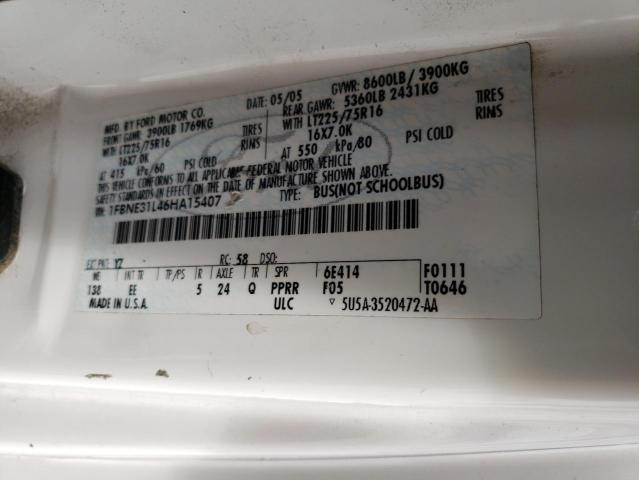 MFD. BY FORD MOTOR CO.
DATE: 05/05
GVWR: 8600LB / 3900KG
FRONT GAWR: 3900LB 1769KG
REAR GAWR: 5360LB 2431KG
WITH LT225/75R16 TIRES
WITH LT225/75R16 TIRES
16X7.0K RINS
16X7.0K RINS
AT 415 kPa/60 PSI COLD
AT 550 kPa/80 PSI COLD
THIS VEHICLE CONFORMS TO ALL APPLICABLE FEDERAL MOTOR VEHICLE
SAFETY STANDARDS IN EFFECT ON THE DATE OF MANUFACTURE SHOWN ABOVE.
1FBNE31L46HA15407
TYPE: BUS(NOT SCHOOLBUS)
EXT PNT: YZ RC: 58 DSO:
WB INT TR TP/PS R AXLE TR SPR 6E414 F0111
138 EE 5 24 Q PPRR F05 T0646
MADE IN U.S.A. ULC ▽ 5U5A-3520472-AA